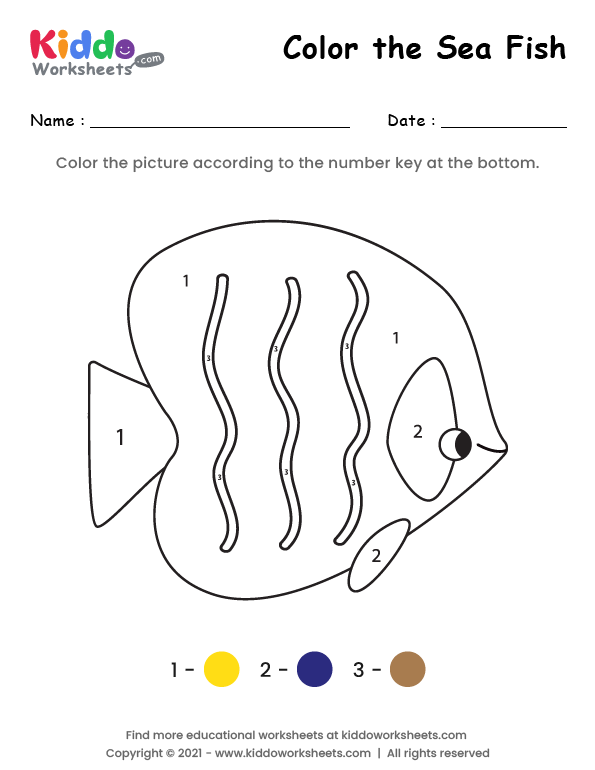 Kiddo
Worksheets .com
Color the Sea Fish
Name :
Date :
Color the picture according to the number key at the bottom.
1
1
3
3
3
1
2
3
3
3
2
1 -
2 -
3 -
Find more educational worksheets at kiddoworksheets.com
Copyright © 2021 - www.kiddoworksheets.com | All rights reserved